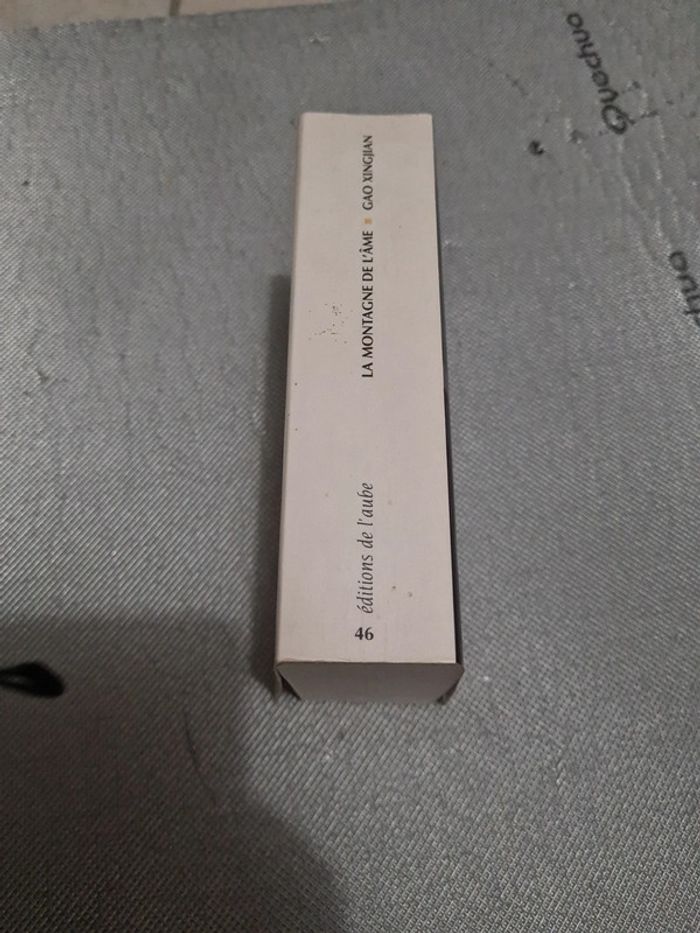 LA MONTAGNE DE L'ÂME ■ GAO XINGJIAN
éditions de l'aube
46
Quechua